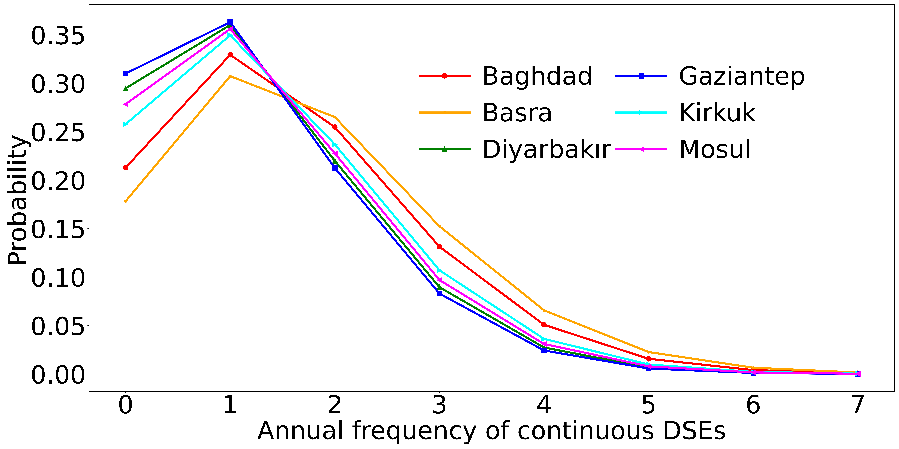 0.35
0.30
0.25
0.20
0.15
0.10
0.05
0.00
Probability
Baghdad
Basra
Diyarbakır
Gaziantep
Kirkuk
Mosul
0 1 2 3 4 5 6 7
Annual frequency of continuous DSEs